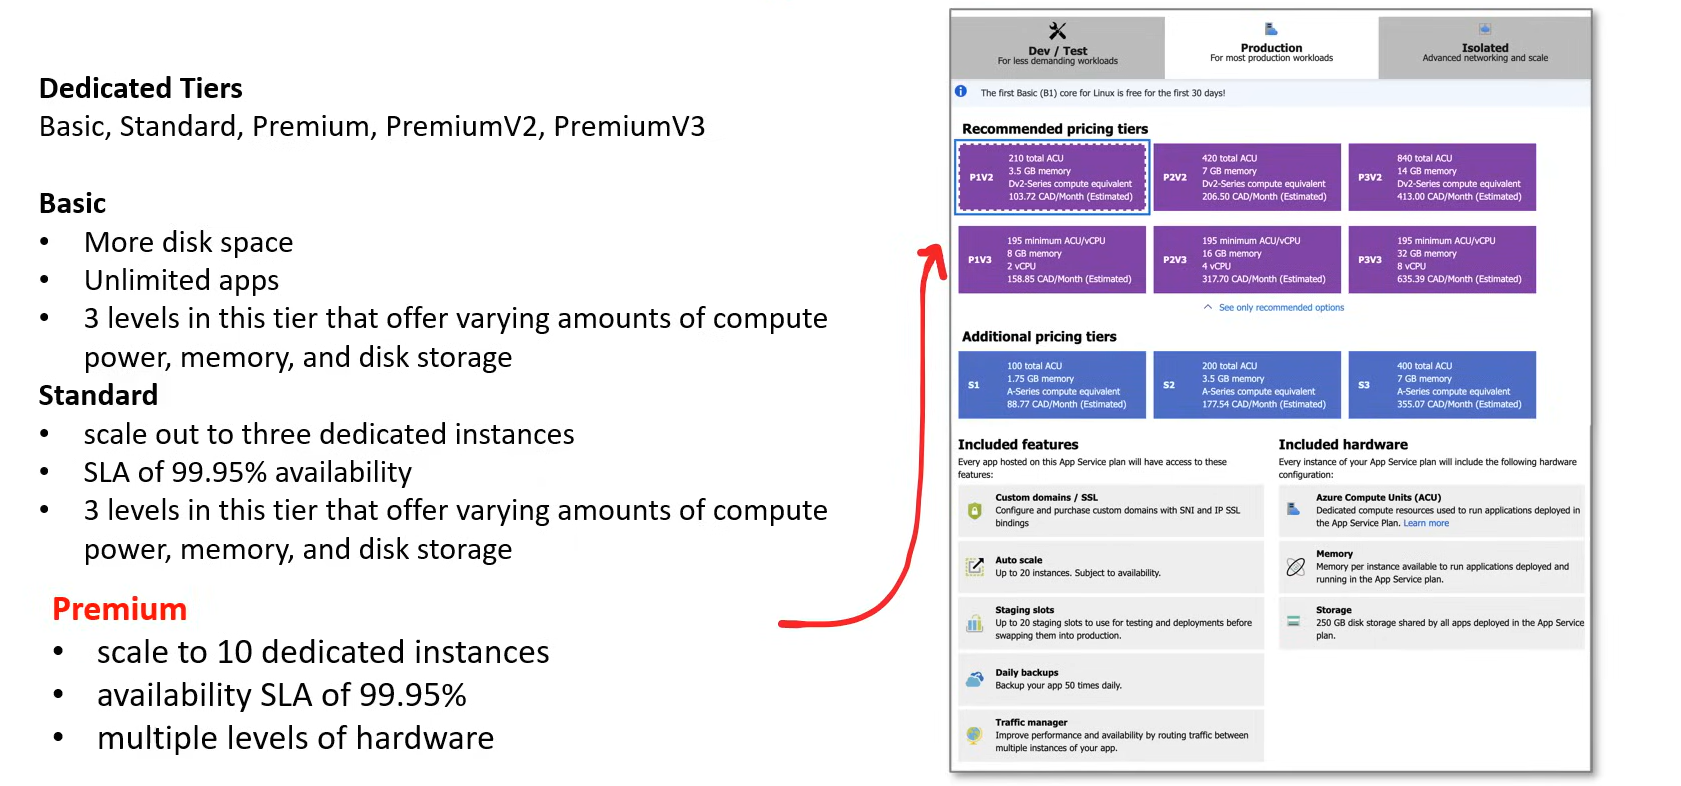 Dedicated Tiers
Basic, Standard, Premium, PremiumV2, PremiumV3
Basic
• More disk space
• Unlimited apps
• 3 levels in this tier that offer varying amounts of compute
power, memory, and disk storage
Standard
• scale out to three dedicated instances
• SLA of 99.95% availability
• 3 levels in this tier that offer varying amounts of compute
power, memory, and disk storage
Premium
• scale to 10 dedicated instances
• availability SLA of 99.95%
• multiple levels of hardware
Dev / Test
For less demanding workloads
Production
For most production workloads
Isolated
Advanced networking and scale
The first Basic (B1) core for Linux is free for the first 30 days!
Recommended pricing tiers
P1V2
210 total ACU
3.5 GB memory
Dv2-Series compute equivalent
103.72 CAD/Month (Estimated)
P2V2
420 total ACU
7 GB memory
Dv2-Series compute equivalent
206.50 CAD/Month (Estimated)
P3V2
840 total ACU
14 GB memory
Dv2-Series compute equivalent
413.00 CAD/Month (Estimated)
P1V3
195 minimum ACU/vCPU
8 GB memory
2 vCPU
158.85 CAD/Month (Estimated)
P2V3
195 minimum ACU/vCPU
16 GB memory
4 vCPU
317.70 CAD/Month (Estimated)
P3V3
195 minimum ACU/vCPU
32 GB memory
8 vCPU
635.39 CAD/Month (Estimated)
See only recommended options
Additional pricing tiers
S1
100 total ACU
1.75 GB memory
A-Series compute equivalent
88.77 CAD/Month (Estimated)
S2
200 total ACU
3.5 GB memory
A-Series compute equivalent
177.54 CAD/Month (Estimated)
S3
400 total ACU
7 GB memory
A-Series compute equivalent
355.07 CAD/Month (Estimated)
Included features
Every app hosted on this App Service plan will have access to these
features:
Custom domains / SSL
Configure and purchase custom domains with SNI and IP SSL
bindings
Auto scale
Up to 20 instances. Subject to availability.
Staging slots
Up to 20 staging slots to use for testing and deployments before
swapping them into production.
Daily backups
Backup your app 50 times daily.
Traffic manager
Improve performance and availability by routing traffic between
multiple instances of your app.
Included hardware
Every instance of your App Service plan will include the following hardware
configuration:
Azure Compute Units (ACU)
Dedicated compute resources used to run applications deployed in
the App Service Plan. Learn more
Memory
Memory per instance available to run applications deployed and
running in the App Service plan.
Storage
250 GB disk storage shared by all apps deployed in the App Service
plan.